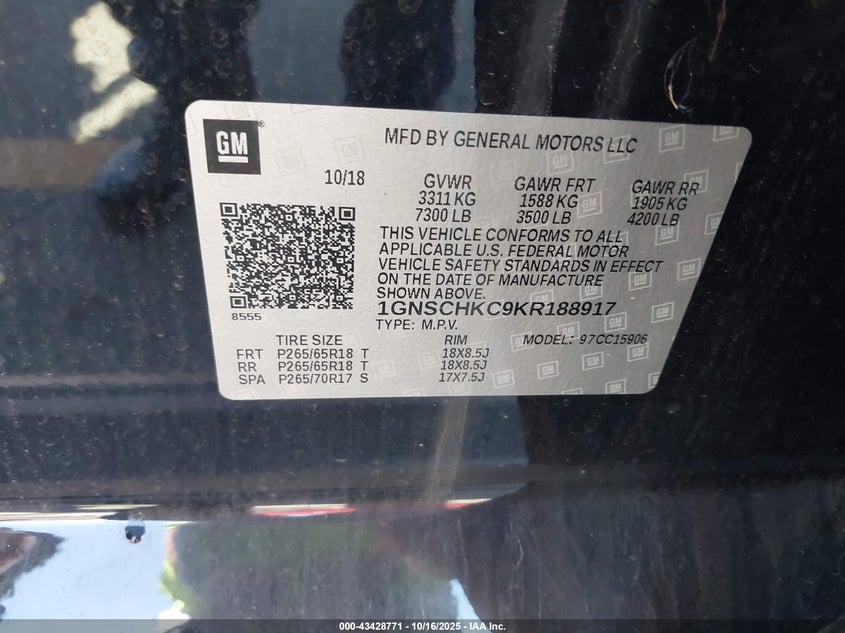 GM
MFD BY GENERAL MOTORS LLC
10/18
GVWR GAWR FRT GAWR RR
3311 KG 1588 KG 1905 KG
7300 LB 3500 LB 4200 LB
THIS VEHICLE CONFORMS TO ALL
APPLICABLE U.S. FEDERAL MOTOR
VEHICLE SAFETY STANDARDS IN EFFECT
ON THE DATE OF MANUFACTURE
SHOWN ABOVE.
8555
1GNSCHKC9KR188917
TYPE: M.P.V.
TIRE SIZE RIM MODEL: 97CC15906
FRT P265/65R18 T 18X8.5J
RR P265/65R18 T 18X8.5J
SPA P265/70R17 S 17X7.5J
000-43428771 - 10/16/2025 - IAA Inc.